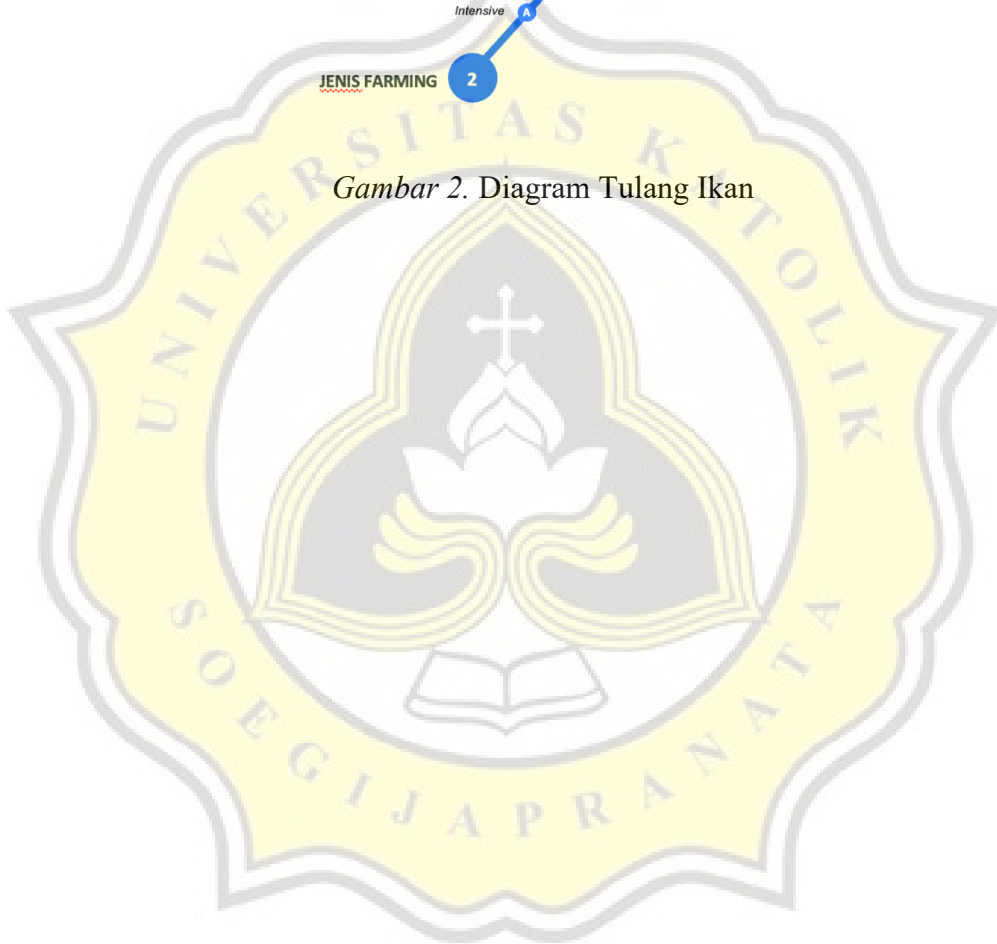 Intensive A
JENIS FARMING 2
Gambar 2. Diagram Tulang Ikan
UNIVERSITAS KATOLIK
SOEGIJAPRANATA